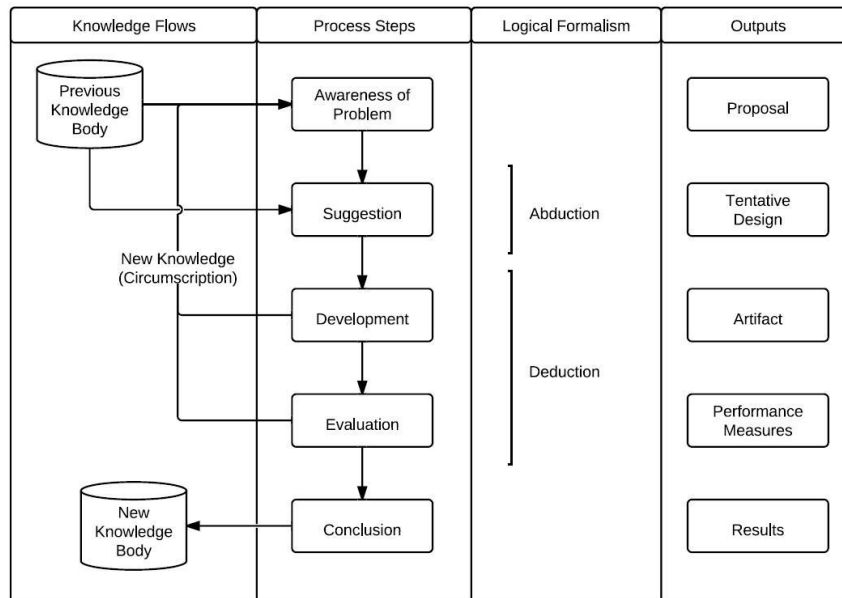 Knowledge Flows
Process Steps
Logical Formalism
Outputs
Previous
Knowledge
Body
Awareness of
Problem
Proposal
Suggestion
Abduction
Tentative
Design
New Knowledge
(Circumscription)
Development
Artifact
Deduction
Evaluation
Performance
Measures
New
Knowledge
Body
Conclusion
Results